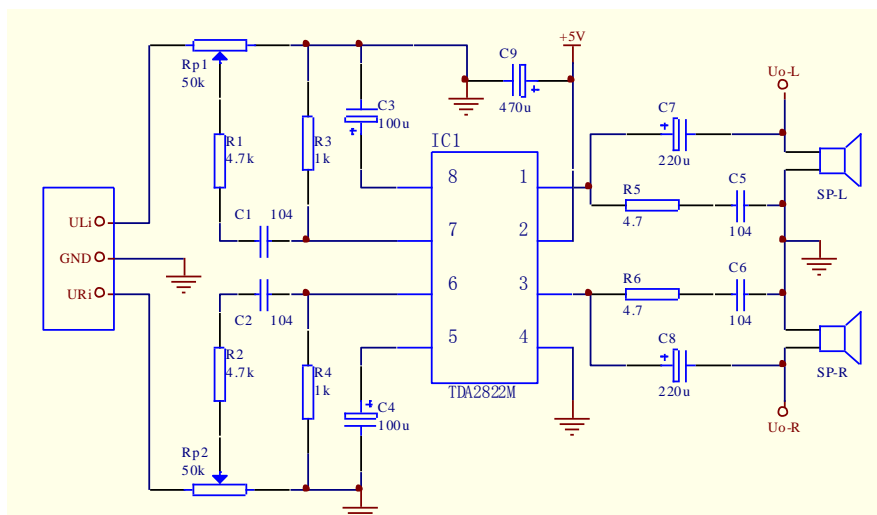 +5V
C9
470u
Uo-L
Rp1
50k
C3
100u
C7
220u
R1
4.7k
R3
1k
IC1
8
1
7
2
6
3
5
4
TDA2822M
R5
4.7
C5
104
SP-L
C1
104
ULi
GND
URi
C2
104
R6
4.7
C6
104
R2
4.7k
R4
1k
C4
100u
C8
220u
SP-R
Rp2
50k
Uo-R